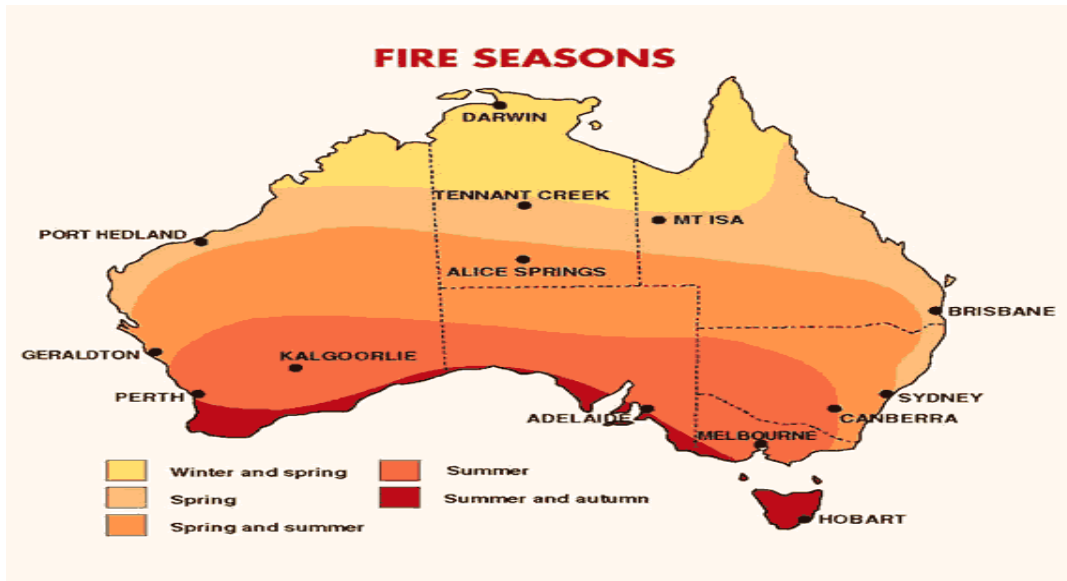 FIRE SEASONS
DARWIN
TENNANT CREEK
MT ISA
PORT HEDLAND
ALICE SPRINGS
BRISBANE
GERALDTON
KALGOORLIE
PERTH
SYDNEY
ADELAIDE
CANBERRA
MELBOURNE
Winter and spring
Summer
Spring
Summer and autumn
Spring and summer
HOBART